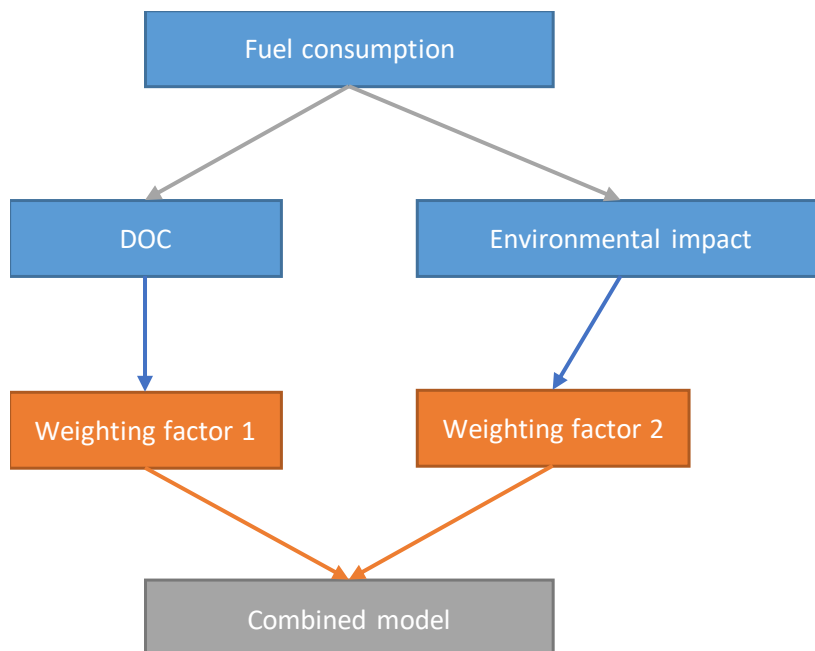 Fuel consumption
DOC
Environmental impact
Weighting factor 1
Weighting factor 2
Combined model